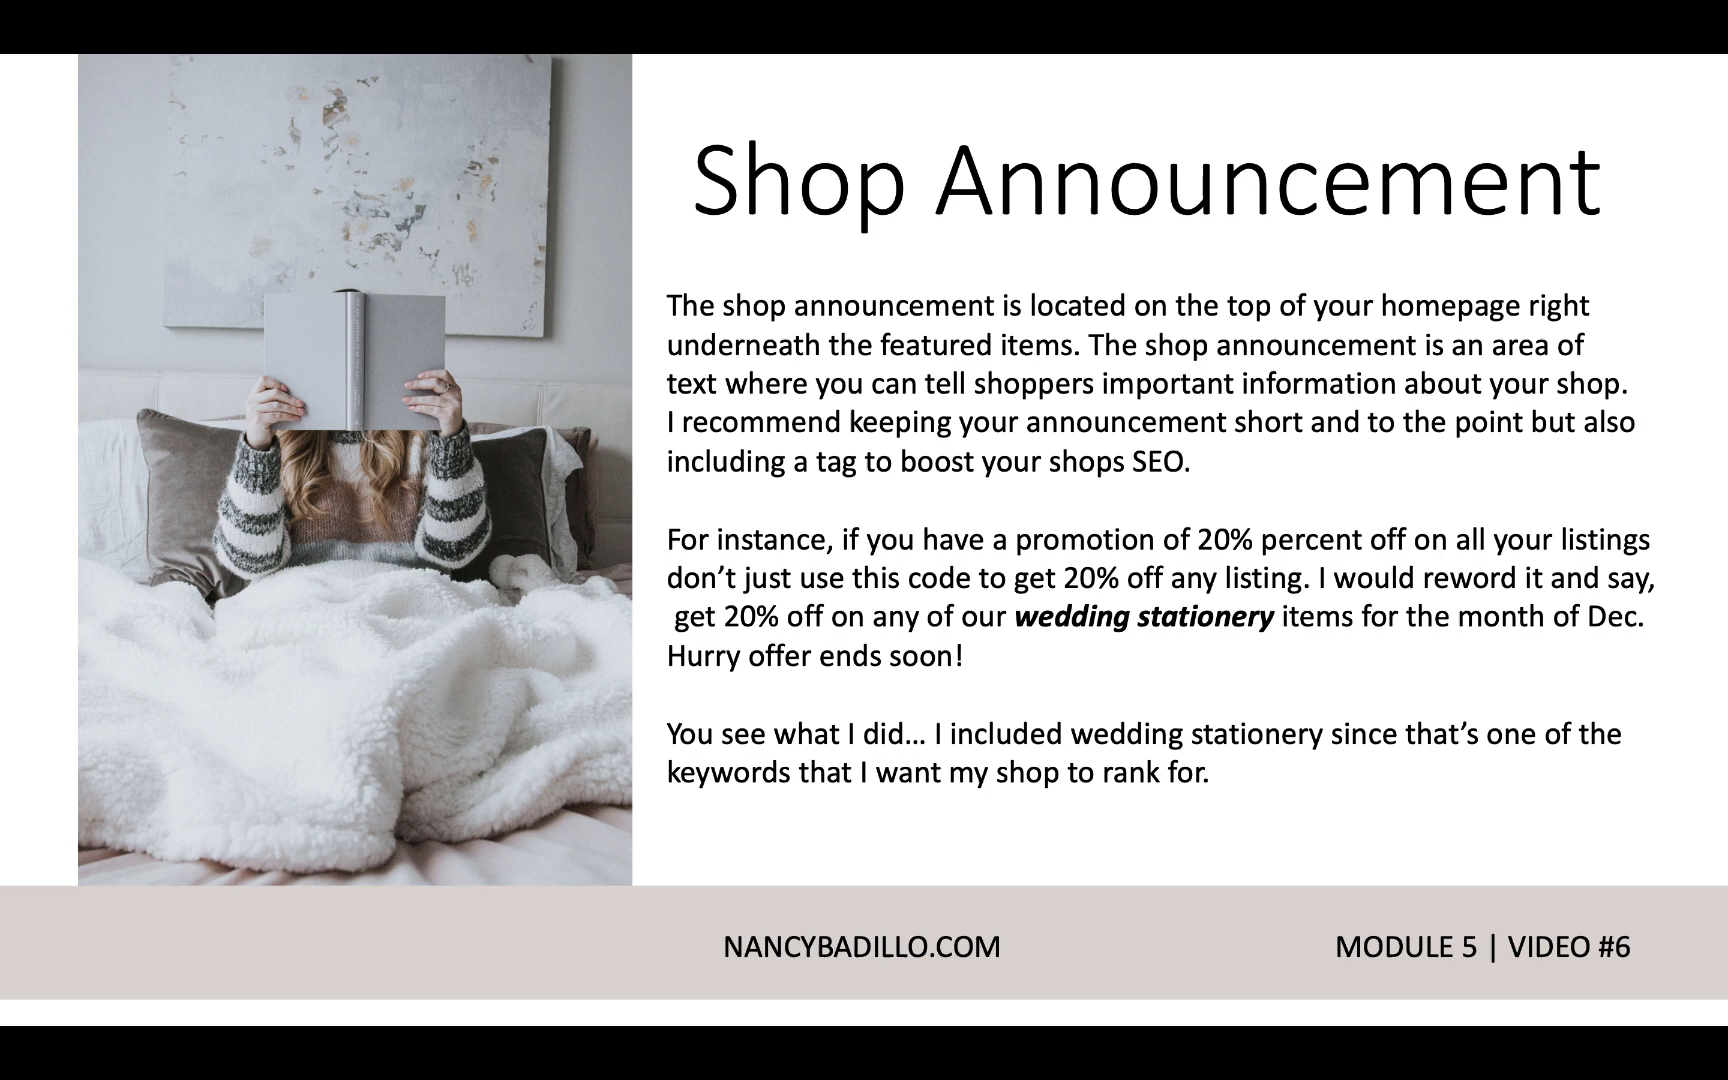 Shop Announcement
The shop announcement is located on the top of your homepage right
underneath the featured items. The shop announcement is an area of
text where you can tell shoppers important information about your shop.
I recommend keeping your announcement short and to the point but also
including a tag to boost your shops SEO.
For instance, if you have a promotion of 20% percent off on all your listings
don’t just use this code to get 20% off any listing. I would reword it and say,
get 20% off on any of our wedding stationery items for the month of Dec.
Hurry offer ends soon!
You see what I did... I included wedding stationery since that’s one of the
keywords that I want my shop to rank for.
NANCYBADILLO.COM
MODULE 5 | VIDEO #6